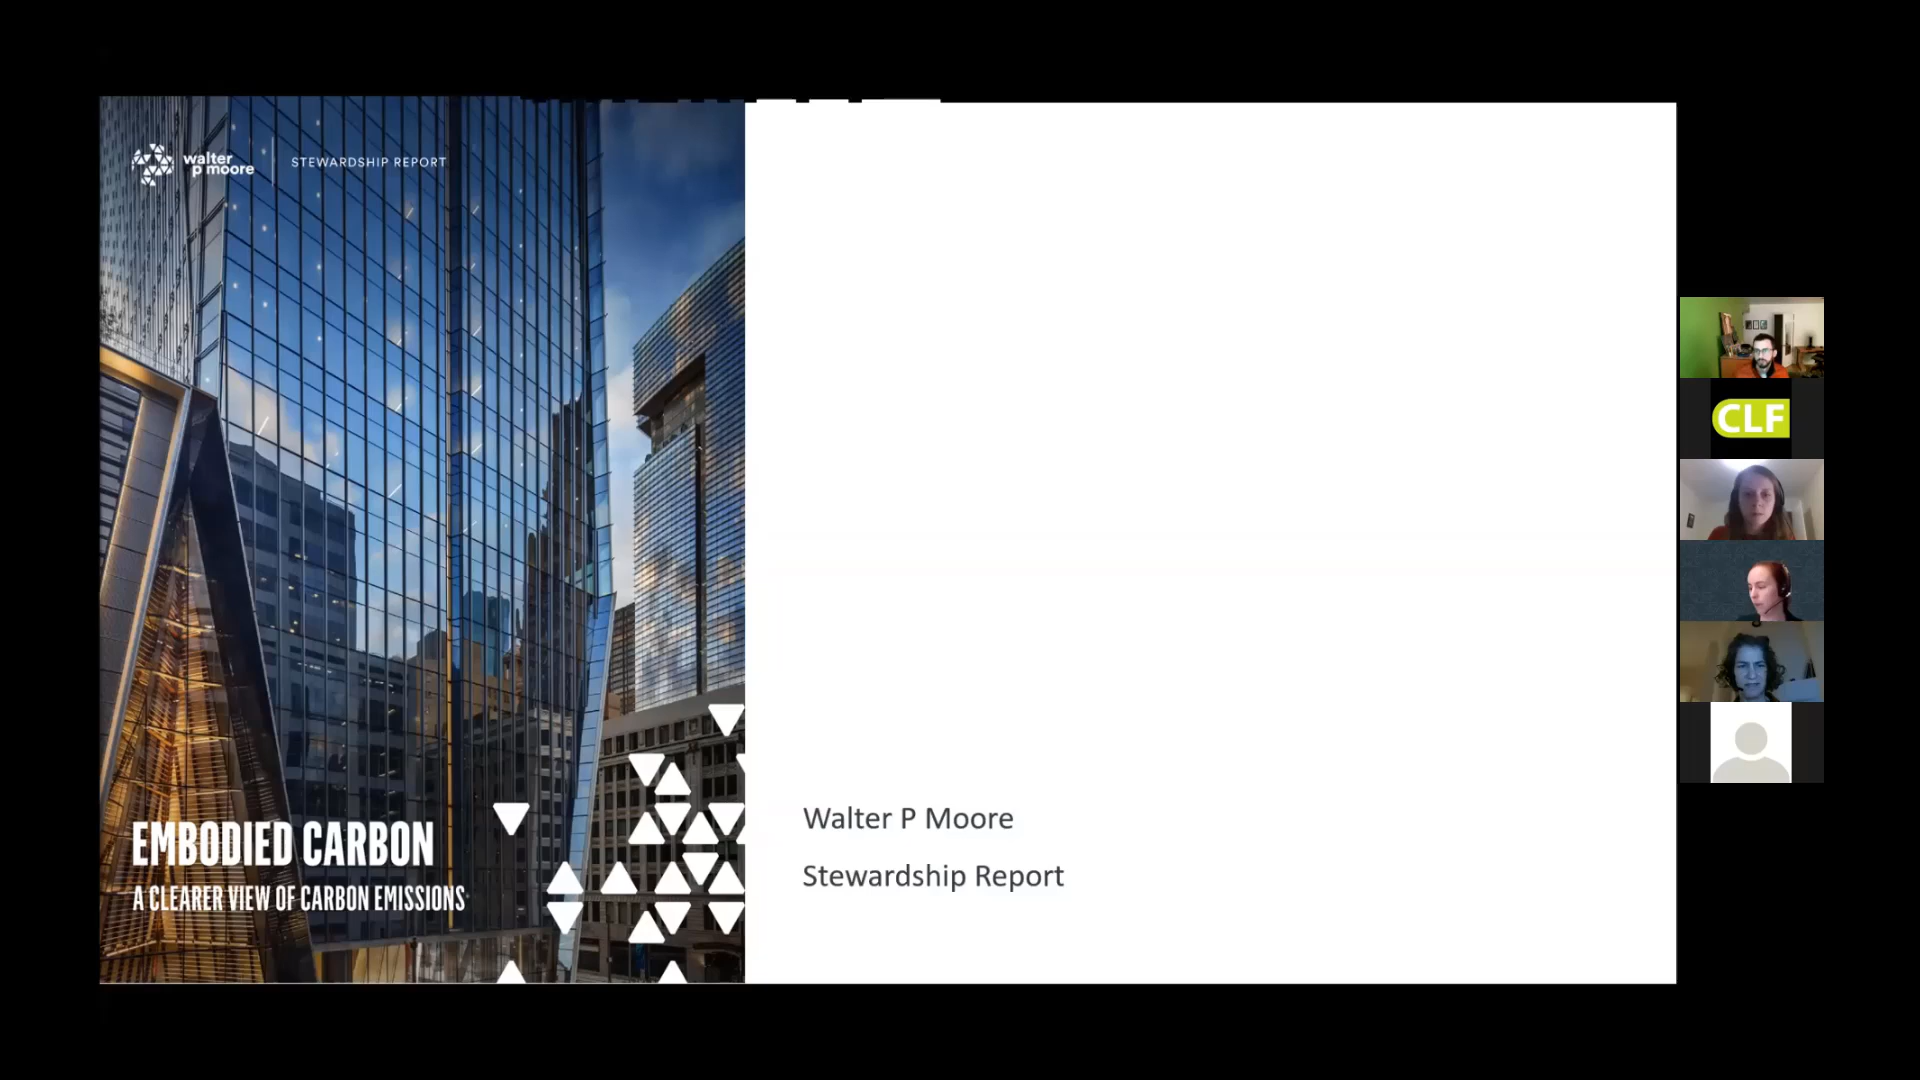 walter
p moore
STEWARDSHIP REPORT
EMBODIED CARBON
A CLEARER VIEW OF CARBON EMISSIONS
Walter P Moore
Stewardship Report
CLF